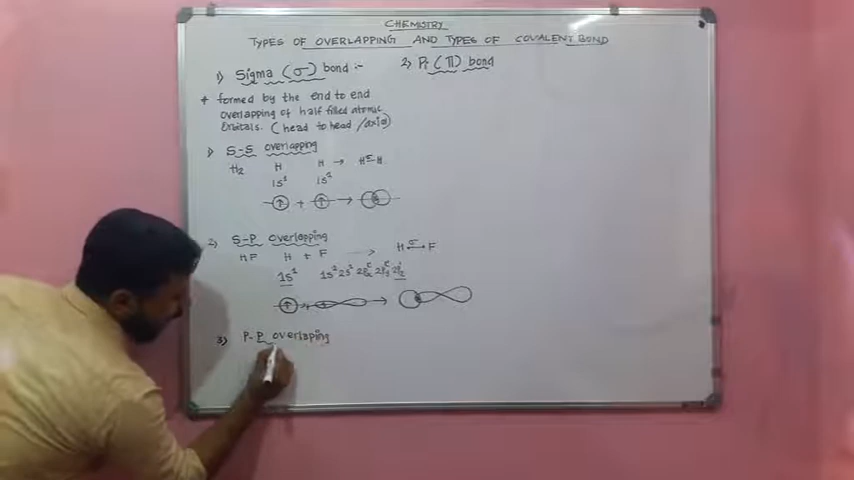 CHEMISTRY
TYPES OF OVERLAPPING AND TYPES OF COVALENT BOND
1) Sigma (σ) bond :-
2) Pi (π) bond
+ formed by the end to end
overlapping of half filled atomic
Orbitals. (head to head /axial)
1) S-S overlapping
H2 H H → H σ H
1s¹ 1s¹
+ →
2) S-P overlapping
HF H + F → H σ F
1s¹ 1s² 2s² 2px² 2py² 2pz¹
+ →
3) P-P overlaping